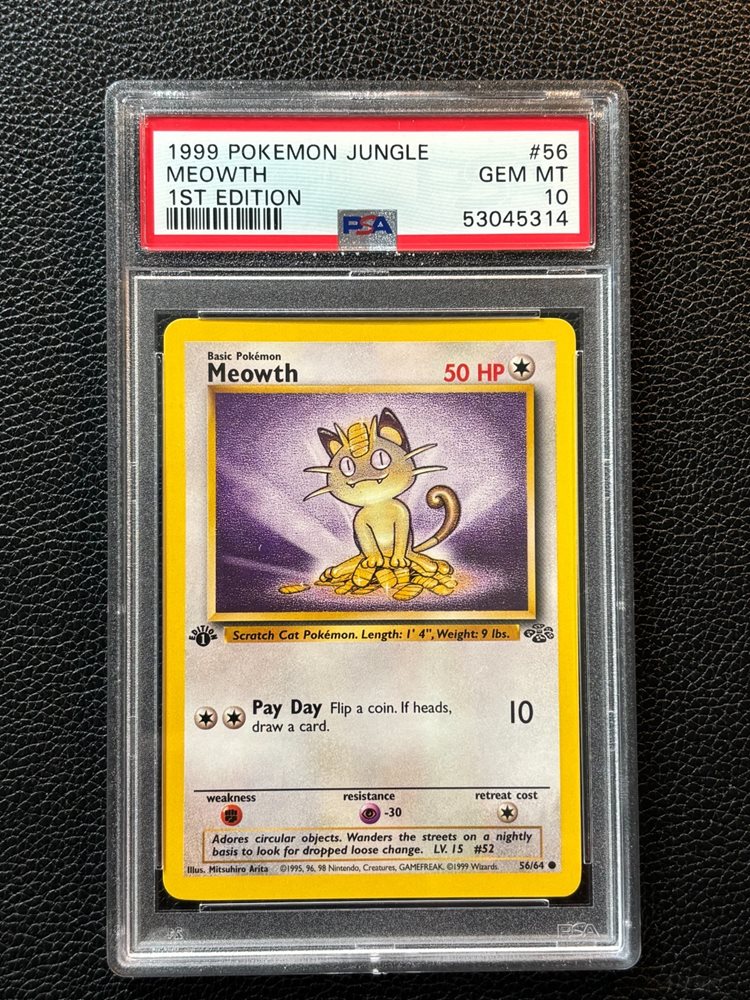 1999 POKEMON JUNGLE #56
MEOWTH GEM MT
1ST EDITION 10
PSA 53045314
Basic Pokémon
Meowth 50 HP
EDITION
1
Scratch Cat Pokémon. Length: 1' 4", Weight: 9 lbs.
Pay Day Flip a coin. If heads, 10
draw a card.
weakness resistance retreat cost
-30
Adores circular objects. Wanders the streets on a nightly
basis to look for dropped loose change. LV. 15 #52
Illus. Mitsuhiro Arita ©1995, 96, 98 Nintendo, Creatures, GAMEFREAK. ©1999 Wizards. 56/64
PSA